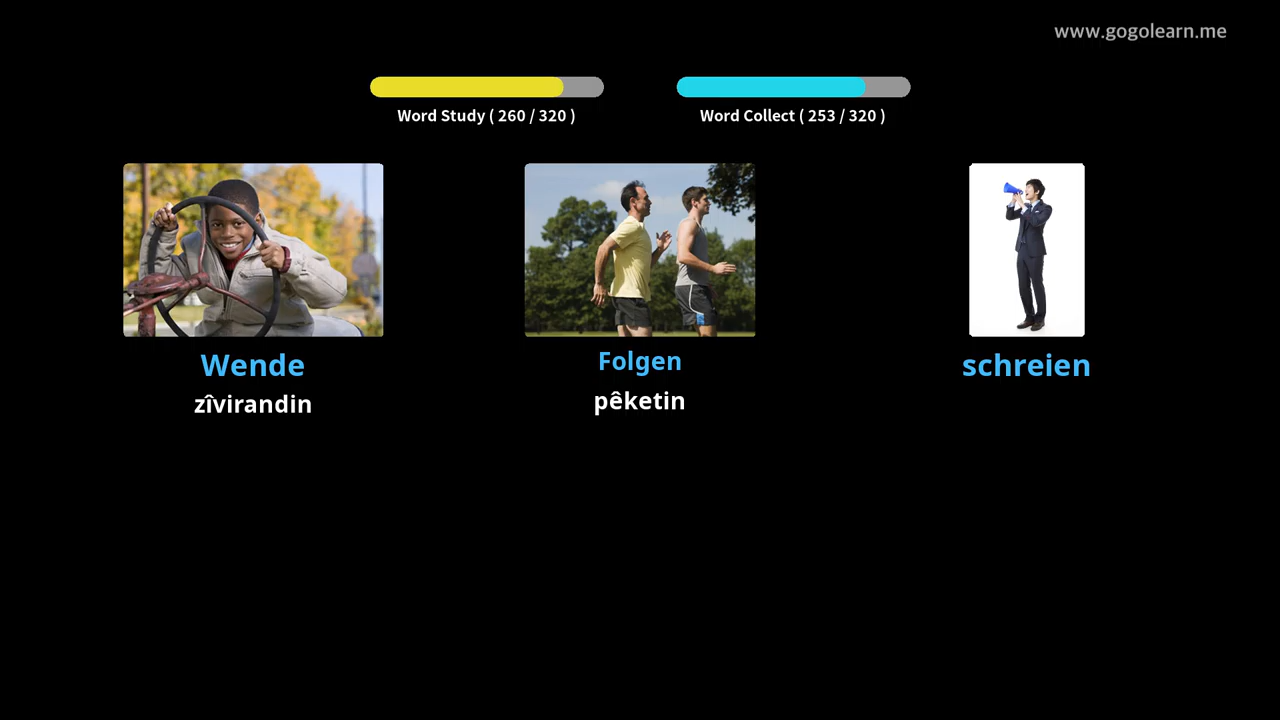 www.gogolearn.me
Word Study ( 260 / 320 )
Word Collect ( 253 / 320 )
Wende
zîvirandin
Folgen
pêketin
schreien